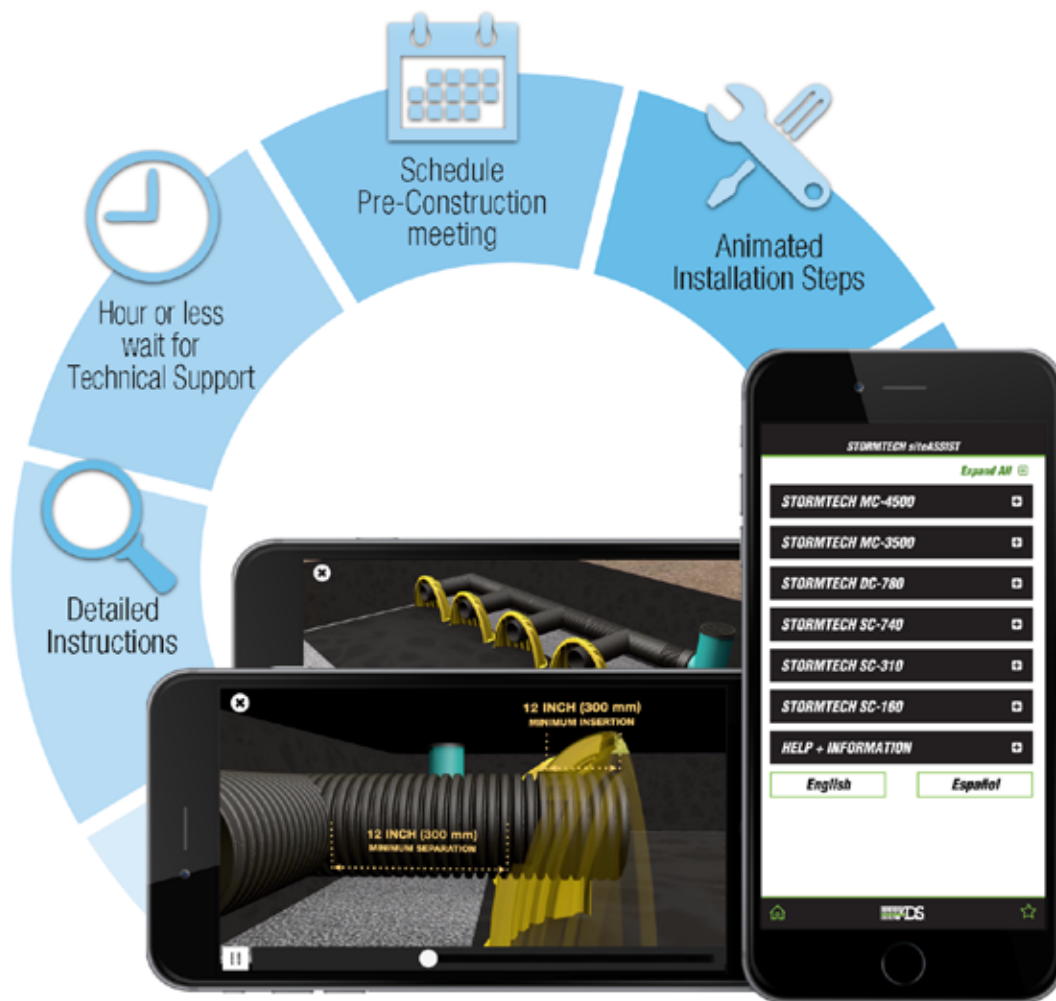 Schedule
Pre-Construction
meeting
Animated
Installation Steps
Hour or less
wait for
Technical Support
Detailed
Instructions
STORMTECH siteASSIST
Expand All
STORMTECH MC-4500
STORMTECH MC-3500
STORMTECH DC-780
STORMTECH SC-740
STORMTECH SC-310
STORMTECH SC-160
HELP + INFORMATION
English
Español
12 INCH (300 mm)
MINIMUM INSERTION
12 INCH (300 mm)
MINIMUM SEPARATION